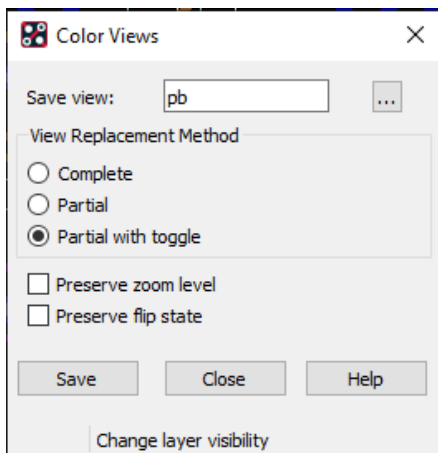 Color Views
Save view: pb ...
View Replacement Method
Complete
Partial
Partial with toggle
Preserve zoom level
Preserve flip state
Save Close Help
Change layer visibility